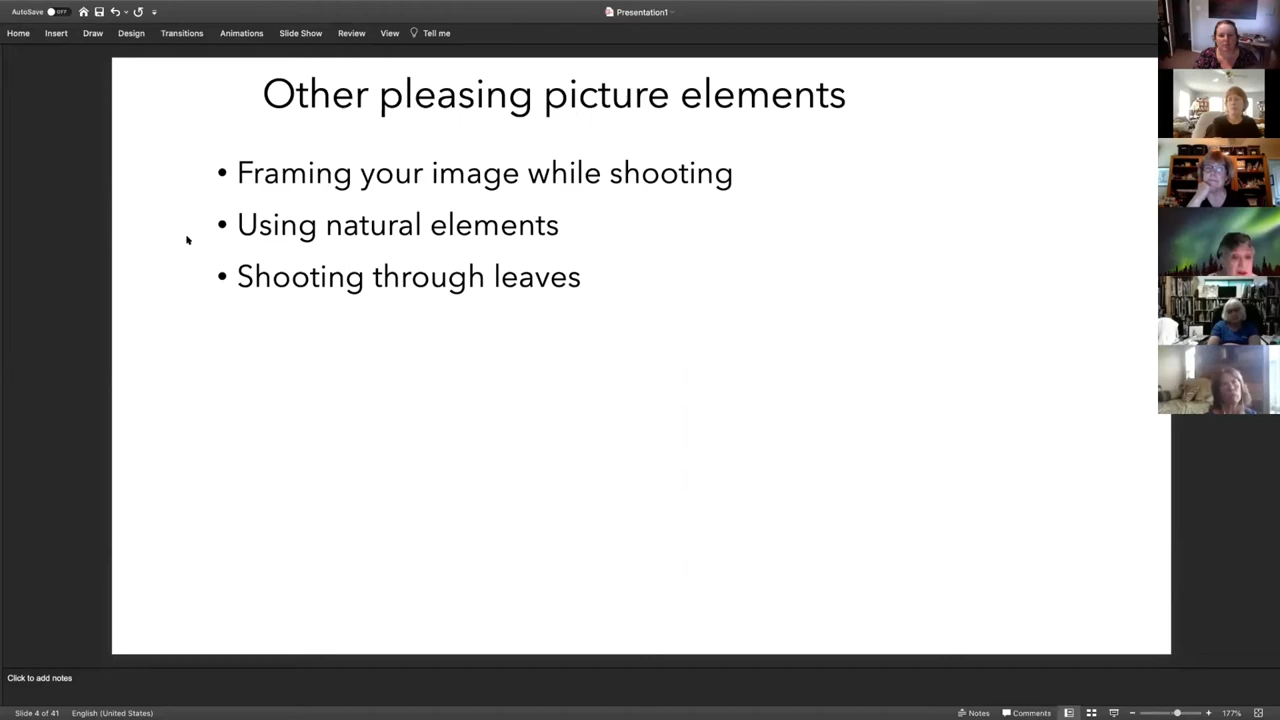 AutoSave OFF
Presentation1
Home Insert Draw Design Transitions Animations Slide Show Review View Tell me
Other pleasing picture elements
• Framing your image while shooting
• Using natural elements
• Shooting through leaves
Click to add notes
Slide 4 of 41 English (United States) Notes Comments 177%